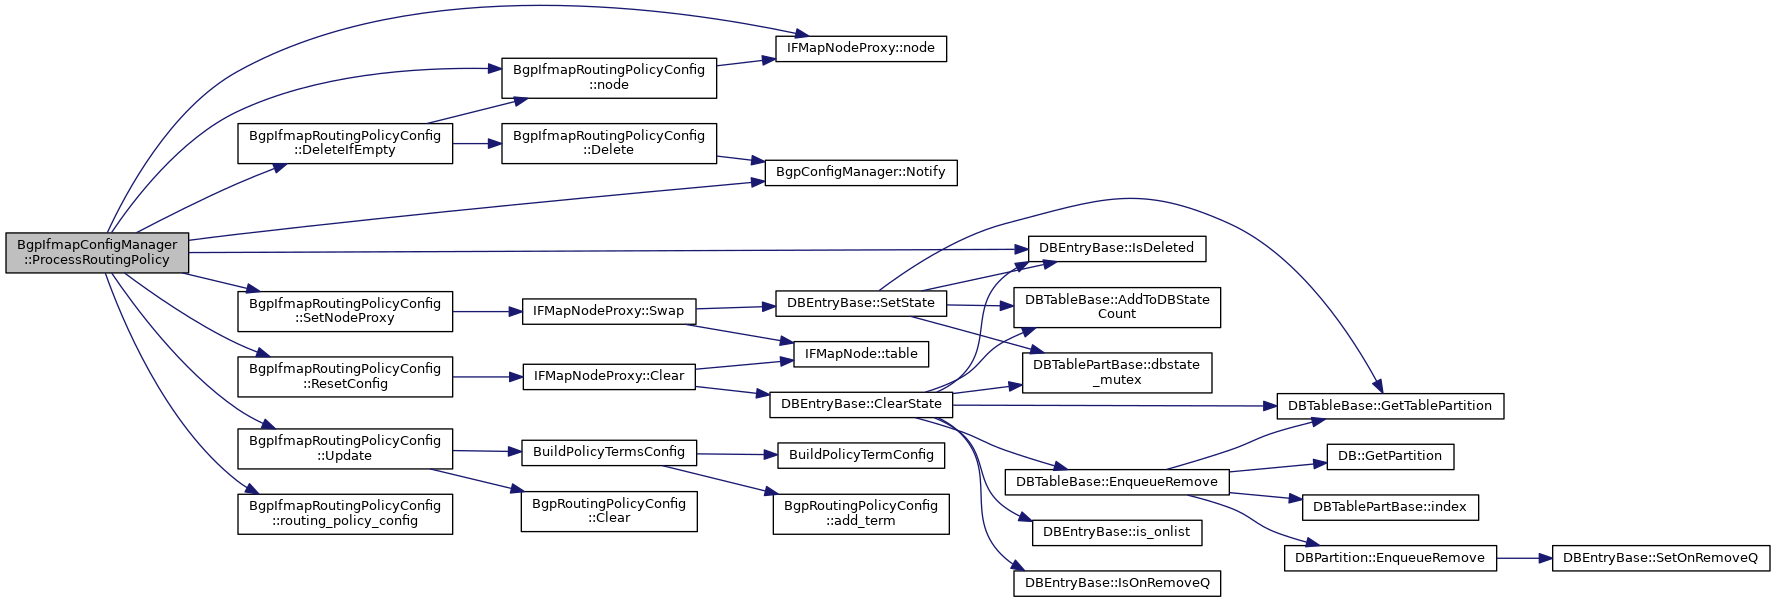 BgpIfmapConfigManager
::ProcessRoutingPolicy
IFMapNodeProxy::node
BgpIfmapRoutingPolicyConfig
::node
BgpIfmapRoutingPolicyConfig
::DeleteIfEmpty
BgpIfmapRoutingPolicyConfig
::Delete
BgpConfigManager::Notify
DBEntryBase::IsDeleted
BgpIfmapRoutingPolicyConfig
::SetNodeProxy
IFMapNodeProxy::Swap
DBEntryBase::SetState
DBTableBase::AddToDBState
Count
IFMapNode::table
DBTablePartBase::dbstate
_mutex
BgpIfmapRoutingPolicyConfig
::ResetConfig
IFMapNodeProxy::Clear
DBEntryBase::ClearState
DBTableBase::GetTablePartition
BgpIfmapRoutingPolicyConfig
::Update
BuildPolicyTermsConfig
BuildPolicyTermConfig
DB::GetPartition
DBTableBase::EnqueueRemove
BgpIfmapRoutingPolicyConfig
::routing_policy_config
BgpRoutingPolicyConfig
::Clear
BgpRoutingPolicyConfig
::add_term
DBTablePartBase::index
DBEntryBase::is_onlist
DBPartition::EnqueueRemove
DBEntryBase::SetOnRemoveQ
DBEntryBase::IsOnRemoveQ